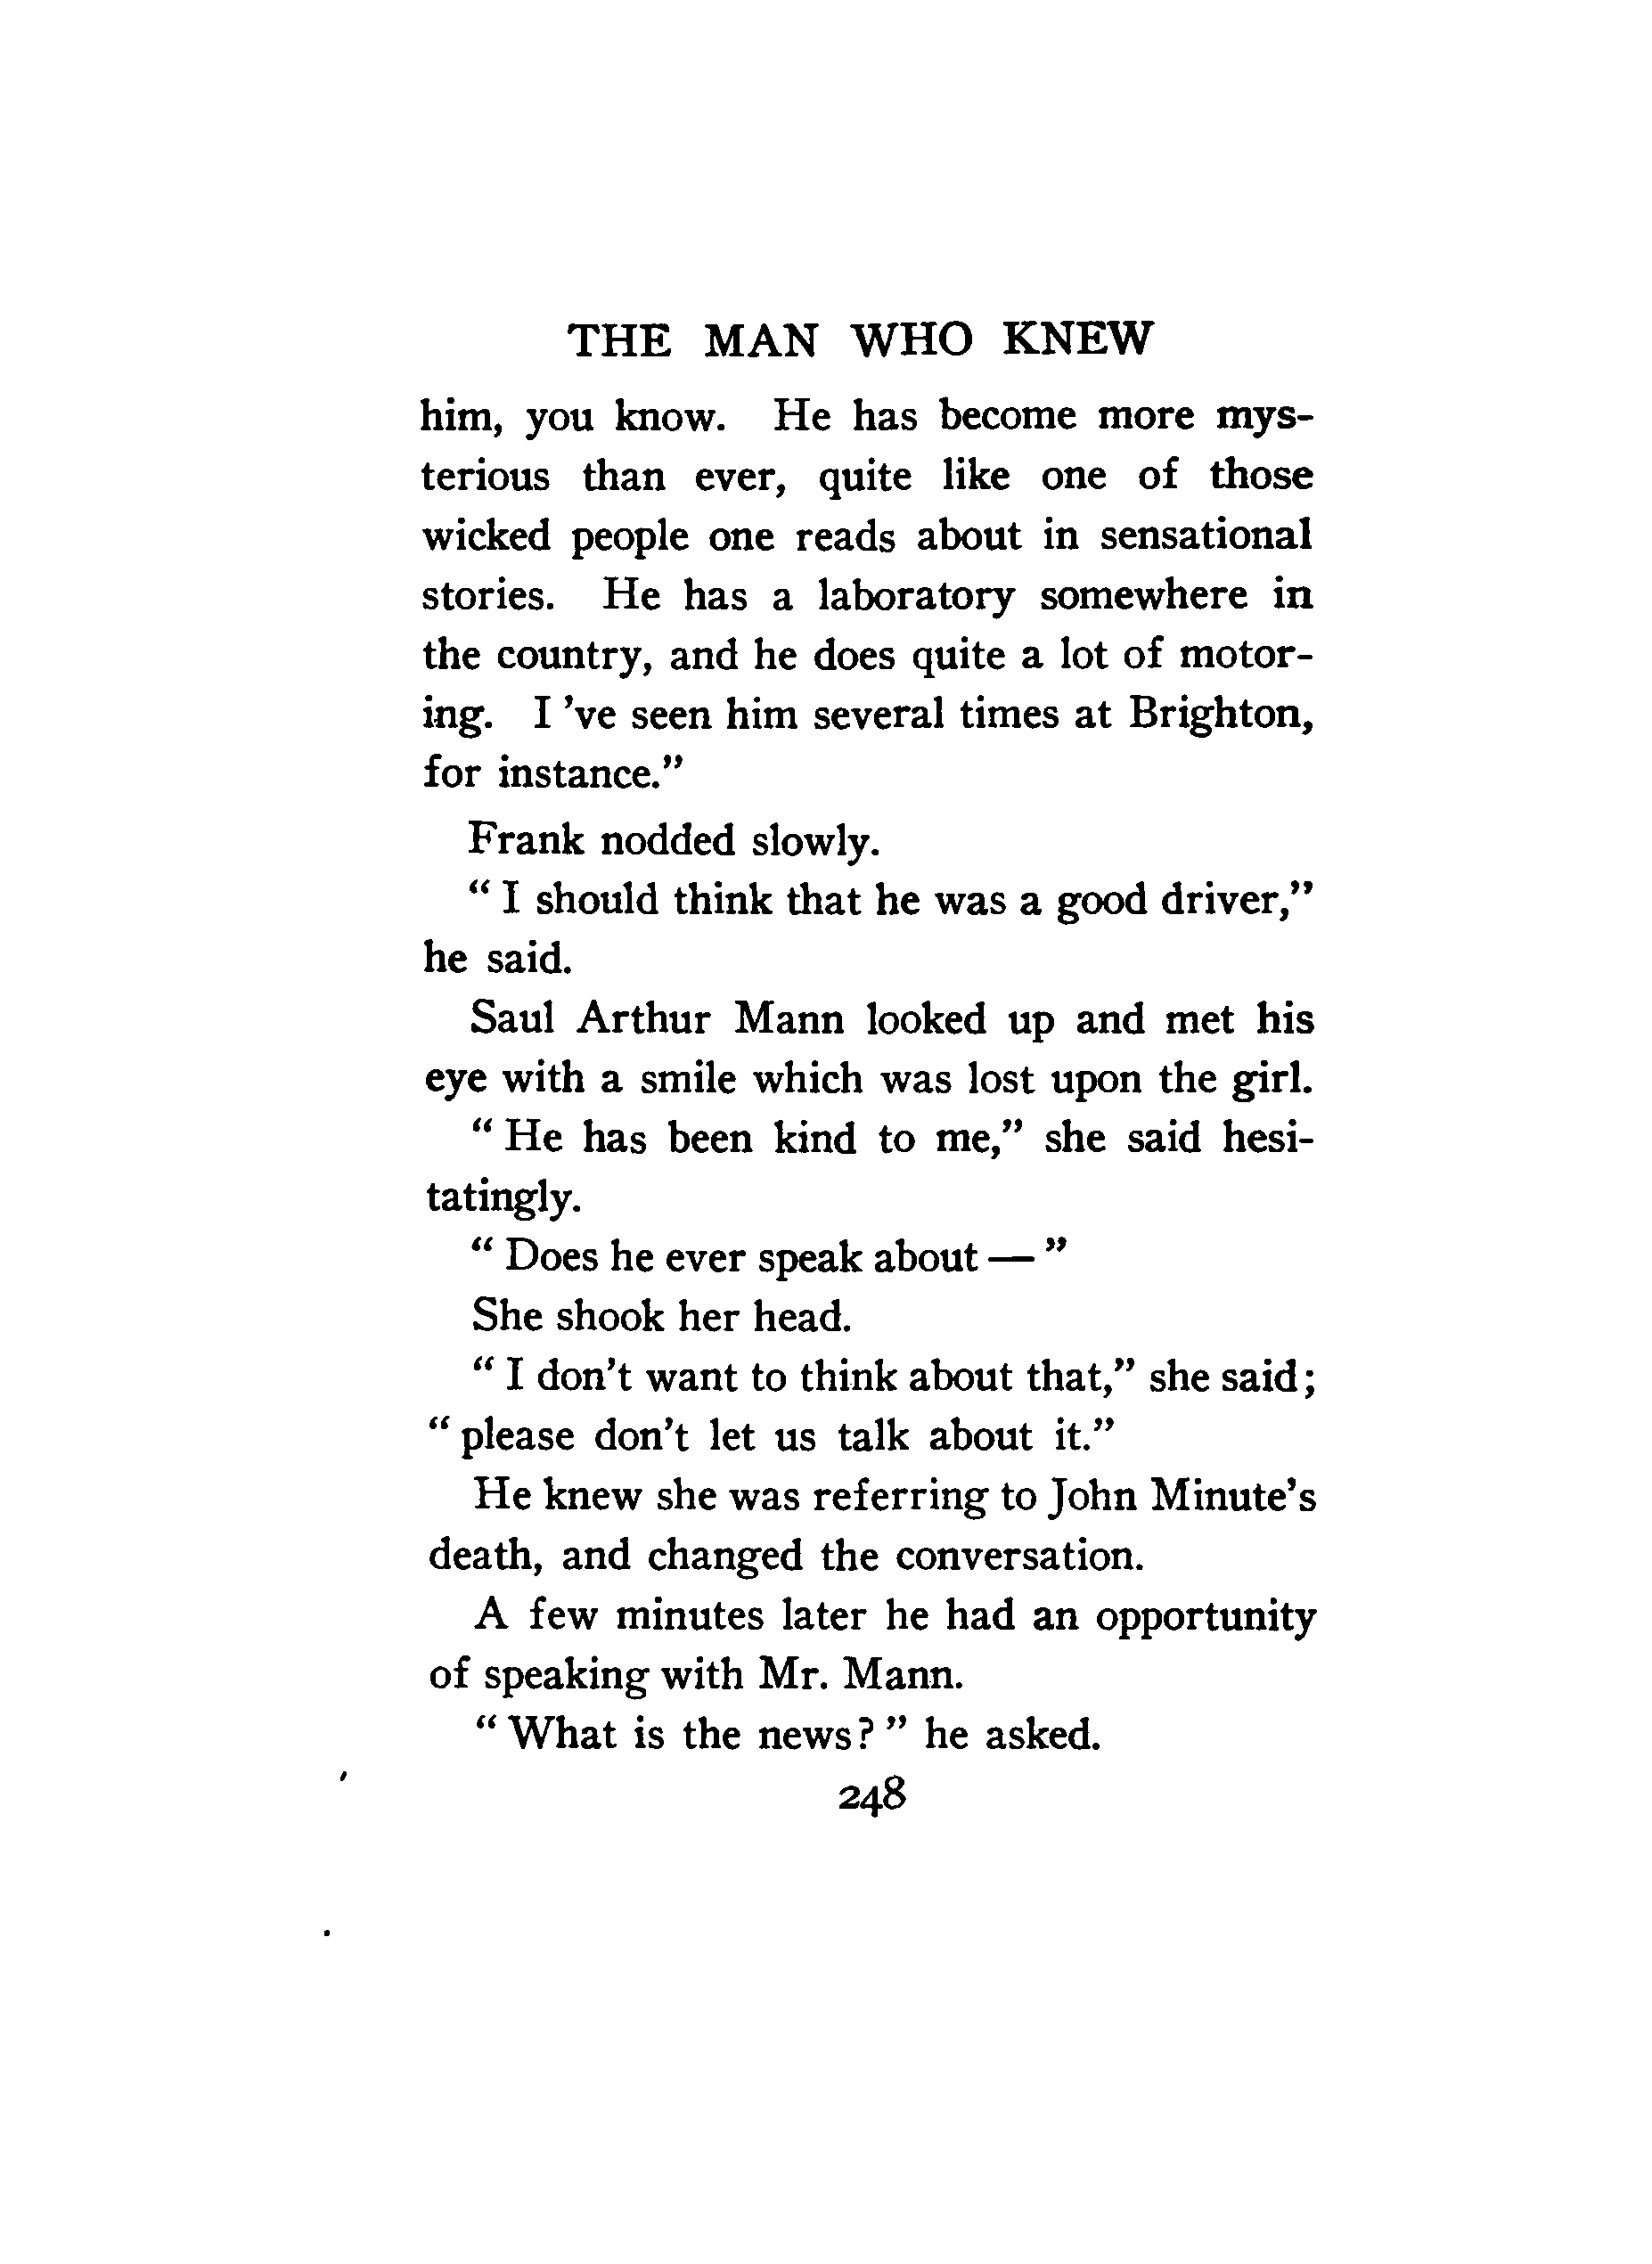 THE MAN WHO KNEW
him, you know. He has become more mys-
terious than ever, quite like one of those
wicked people one reads about in sensational
stories. He has a laboratory somewhere in
the country, and he does quite a lot of motor-
ing. I 've seen him several times at Brighton,
for instance.”
Frank nodded slowly.
“ I should think that he was a good driver,”
he said.
Saul Arthur Mann looked up and met his
eye with a smile which was lost upon the girl.
“ He has been kind to me,” she said hesi-
tatingly.
“ Does he ever speak about — ”
She shook her head.
“ I don't want to think about that,” she said;
“ please don't let us talk about it.”
He knew she was referring to John Minute's
death, and changed the conversation.
A few minutes later he had an opportunity
of speaking with Mr. Mann.
“ What is the news? ” he asked.
248